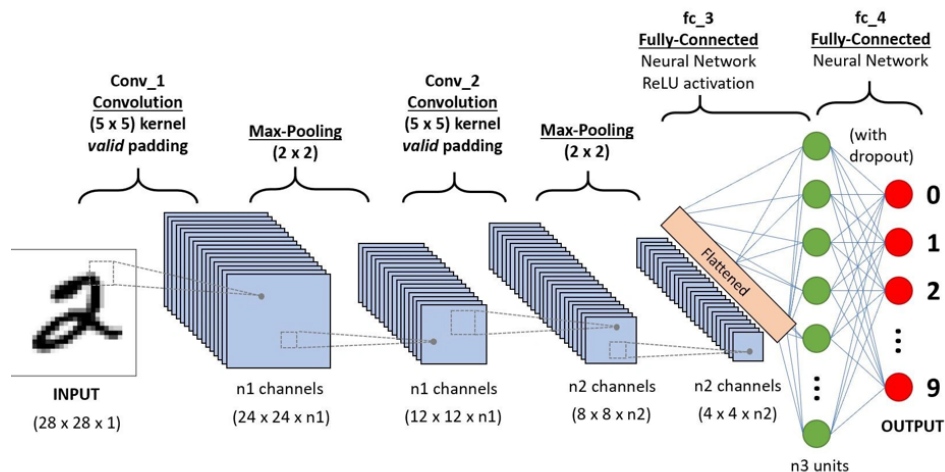 fc_3
Fully-Connected
Neural Network
ReLU activation
fc_4
Fully-Connected
Neural Network
Conv_1
Convolution
(5 x 5) kernel
valid padding
Max-Pooling
(2 x 2)
Conv_2
Convolution
(5 x 5) kernel
valid padding
Max-Pooling
(2 x 2)
(with
dropout)
Flattened
0
1
2
9
OUTPUT
INPUT
(28 x 28 x 1)
n1 channels
(24 x 24 x n1)
n1 channels
(12 x 12 x n1)
n2 channels
(8 x 8 x n2)
n2 channels
(4 x 4 x n2)
n3 units
2